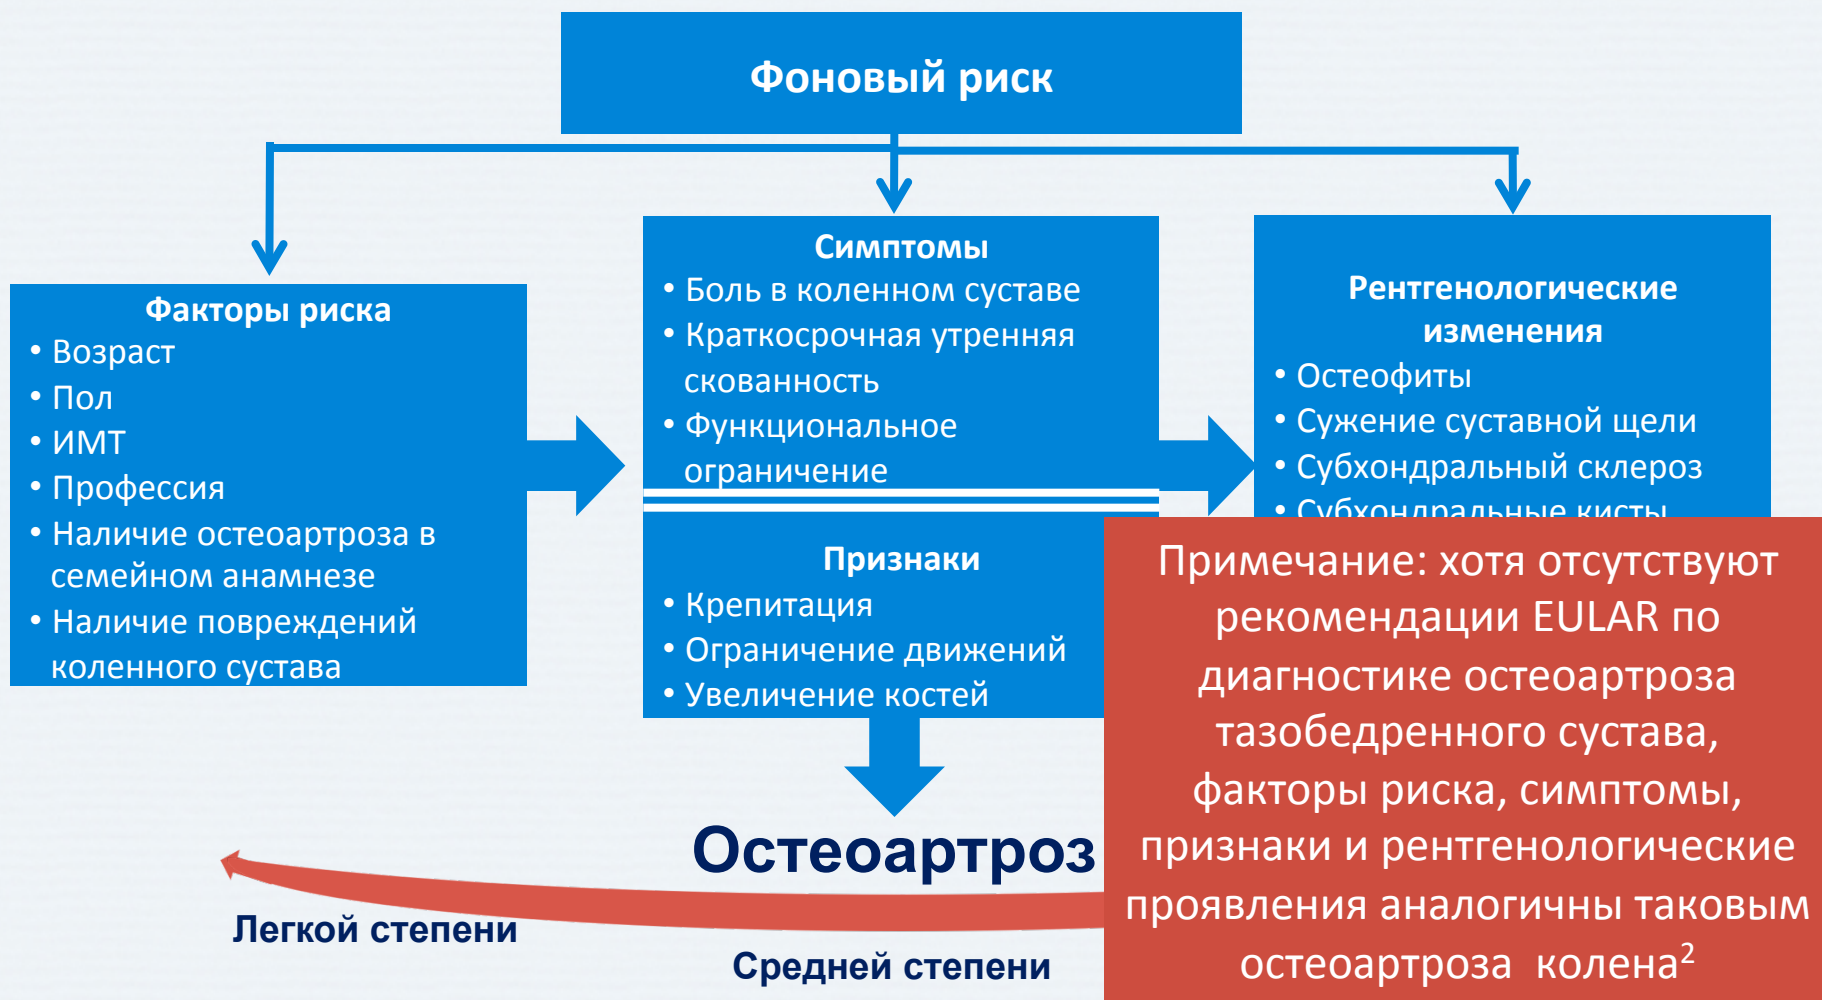 Фоновый риск
Факторы риска
• Возраст
• Пол
• ИМТ
• Профессия
• Наличие остеоартроза в
семейном анамнезе
• Наличие повреждений
коленного сустава
Симптомы
• Боль в коленном суставе
• Краткосрочная утренняя
скованность
• Функциональное
ограничение
Признаки
• Крепитация
• Ограничение движений
• Увеличение костей
Рентгенологические
изменения
• Остеофиты
• Сужение суставной щели
• Субхондральный склероз
• Субхондральные кисты
Примечание: хотя отсутствуют
рекомендации EULAR по
диагностике остеоартроза
тазобедренного сустава,
факторы риска, симптомы,
признаки и рентгенологические
проявления аналогичны таковым
остеоартроза колена²
Остеоартроз
Легкой степени
Средней степени